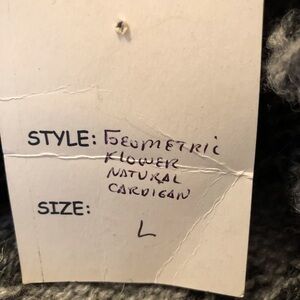 STYLE: GEOMETRIC
FLOWER
NATURAL
CARDIGAN
SIZE:
L